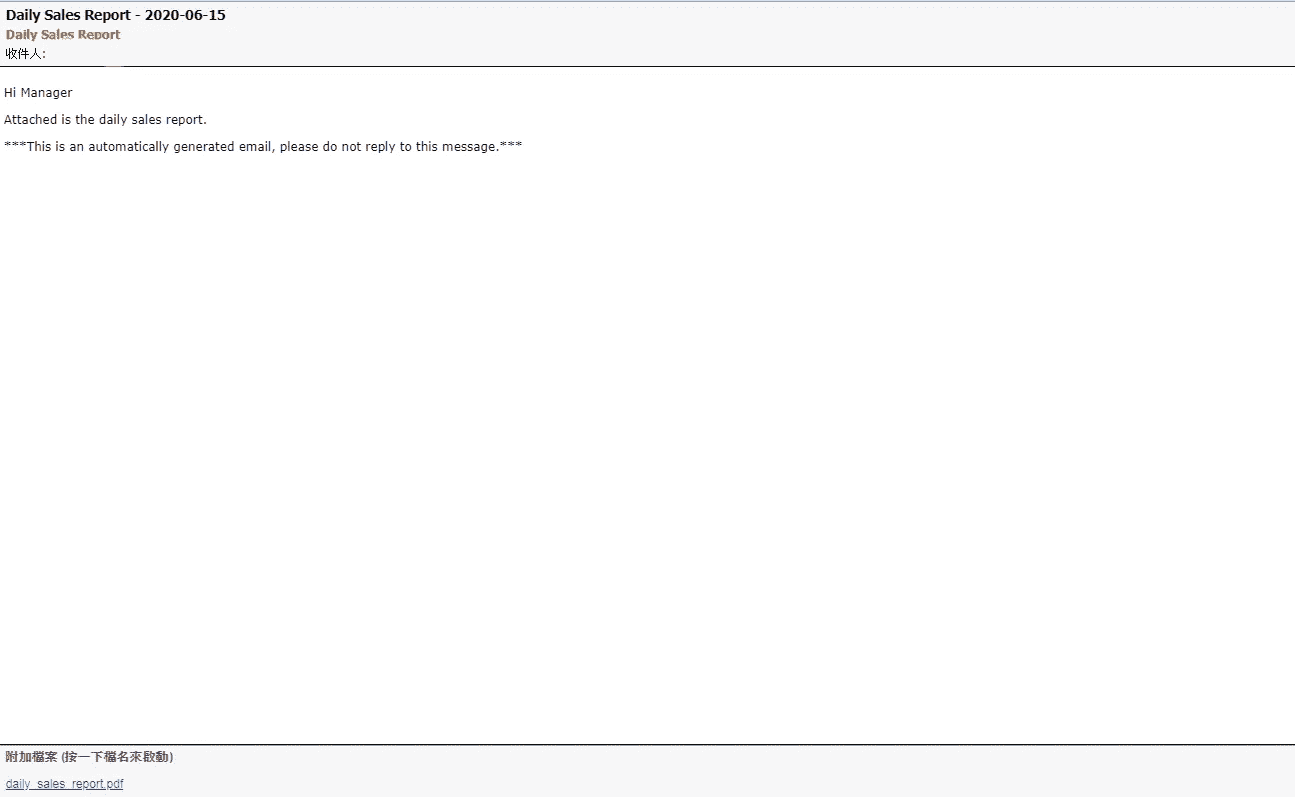 Daily Sales Report - 2020-06-15
Daily Sales Report
收件人:
Hi Manager
Attached is the daily sales report.
***This is an automatically generated email, please do not reply to this message.***
附加檔案 (按一下檔名來啟動)
daily_sales_report.pdf